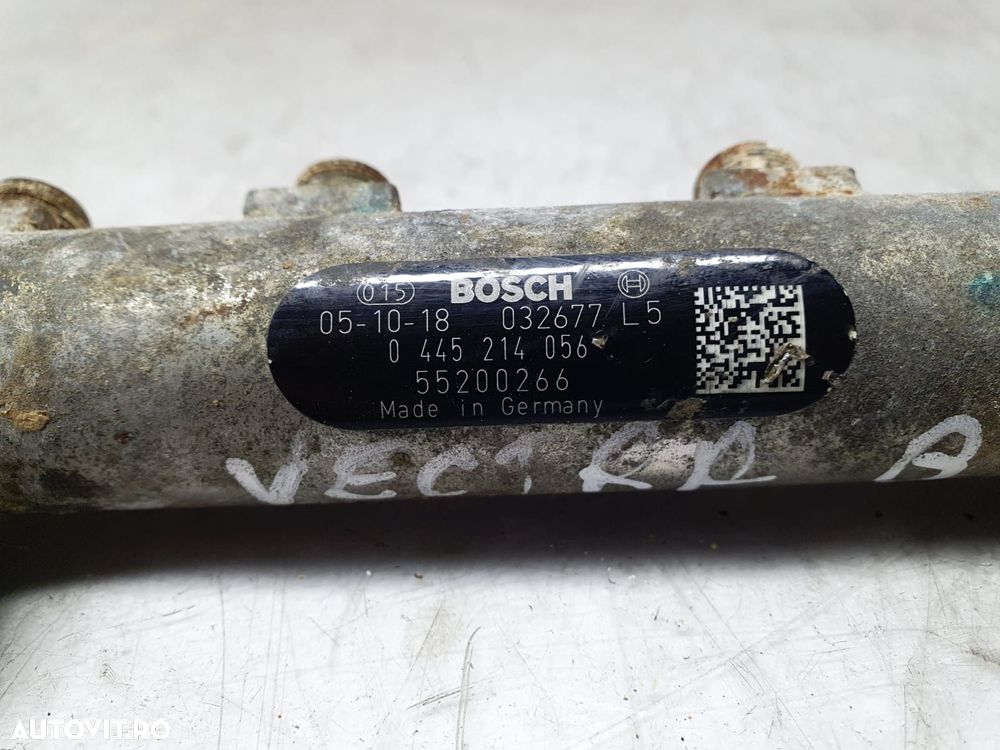 015 BOSCH
05-10-18 032677 L5
0 445 214 056
55200266
Made in Germany
VECTRA A
AUTOVIT.RO